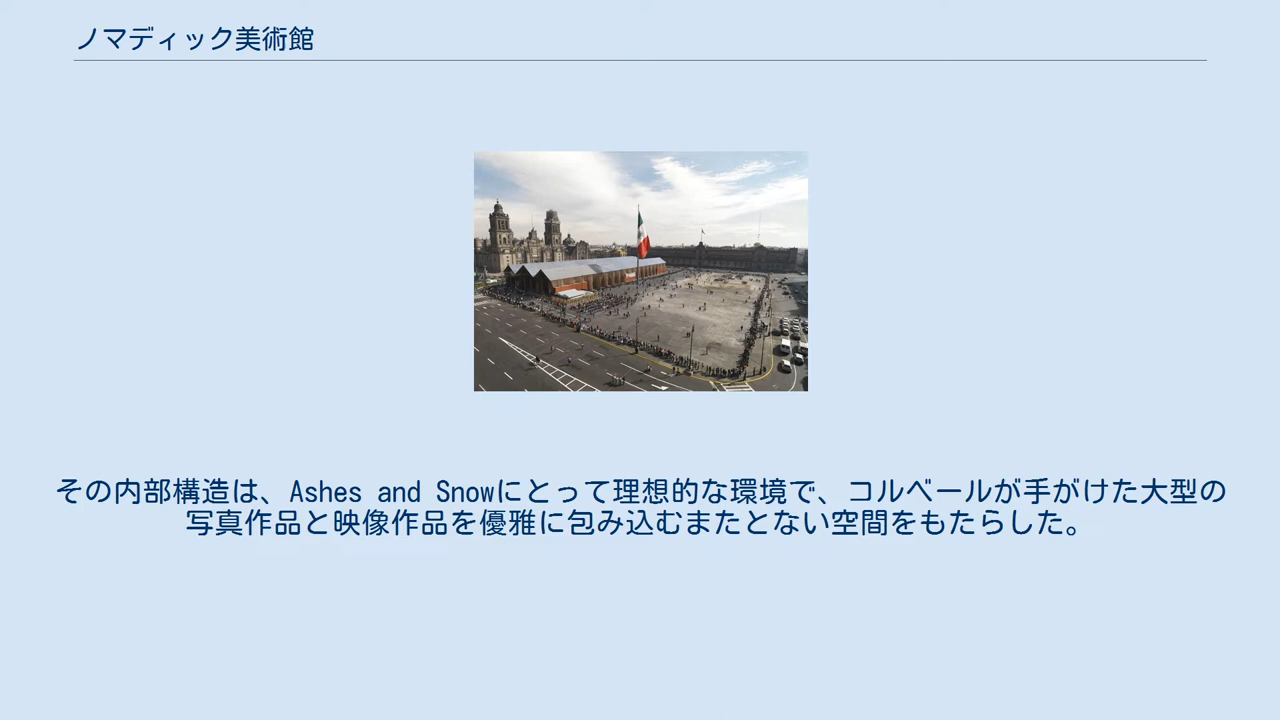 ノマディック美術館
その内部構造は、Ashes and Snowにとって理想的な環境で、コルベールが手がけた大型の
写真作品と映像作品を優雅に包み込むまたとない空間をもたらした。